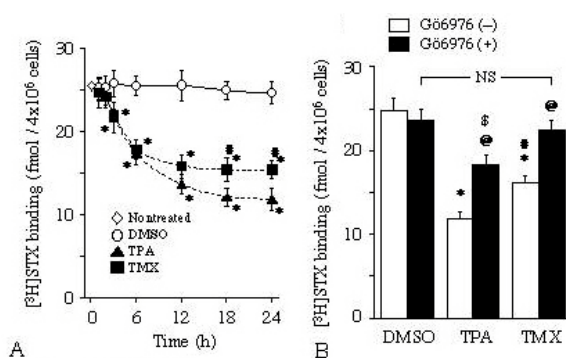 A
[³H]STX binding (fmol / 4x10⁶ cells)
30
20
10
0
* * * * * * * * *
‡ ‡
◇ Nontreated
○ DMSO
▲ TPA
■ TMX
0 6 12 18 24
Time (h)
B
□ Gö6976 (−)
■ Gö6976 (+)
[³H]STX binding (fmol / 4x10⁶ cells)
30
20
10
0
NS
$ ‡ @
@ *
*
DMSO TPA TMX